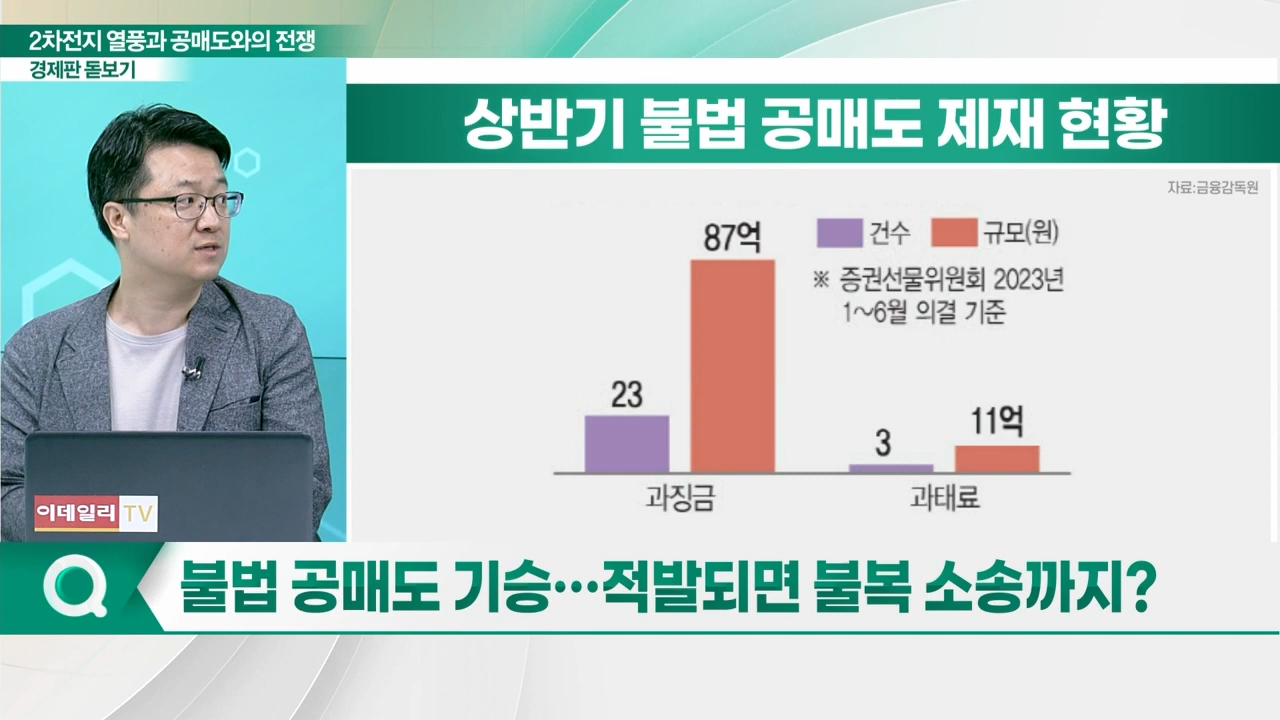 2차전지 열풍과 공매도와의 전쟁
경제판 돋보기
상반기 불법 공매도 제재 현황
자료:금융감독원
건수 규모(원)
※ 증권선물위원회 2023년
1~6월 의결 기준
87억
23
11억
3
과징금 과태료
이데일리 TV
불법 공매도 기승…적발되면 불복 소송까지?